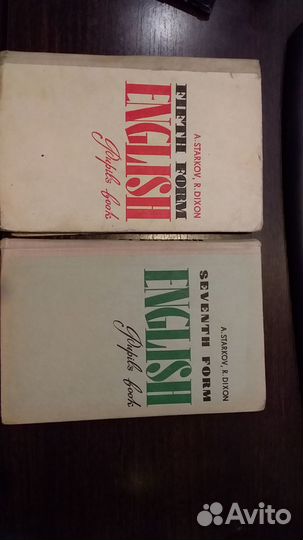 A. STARKOV, R. DIXON
FIFTH FORM
ENGLISH
Pupil's book
A. STARKOV, R. DIXON
SEVENTH FORM
ENGLISH
Pupil's book
Avito